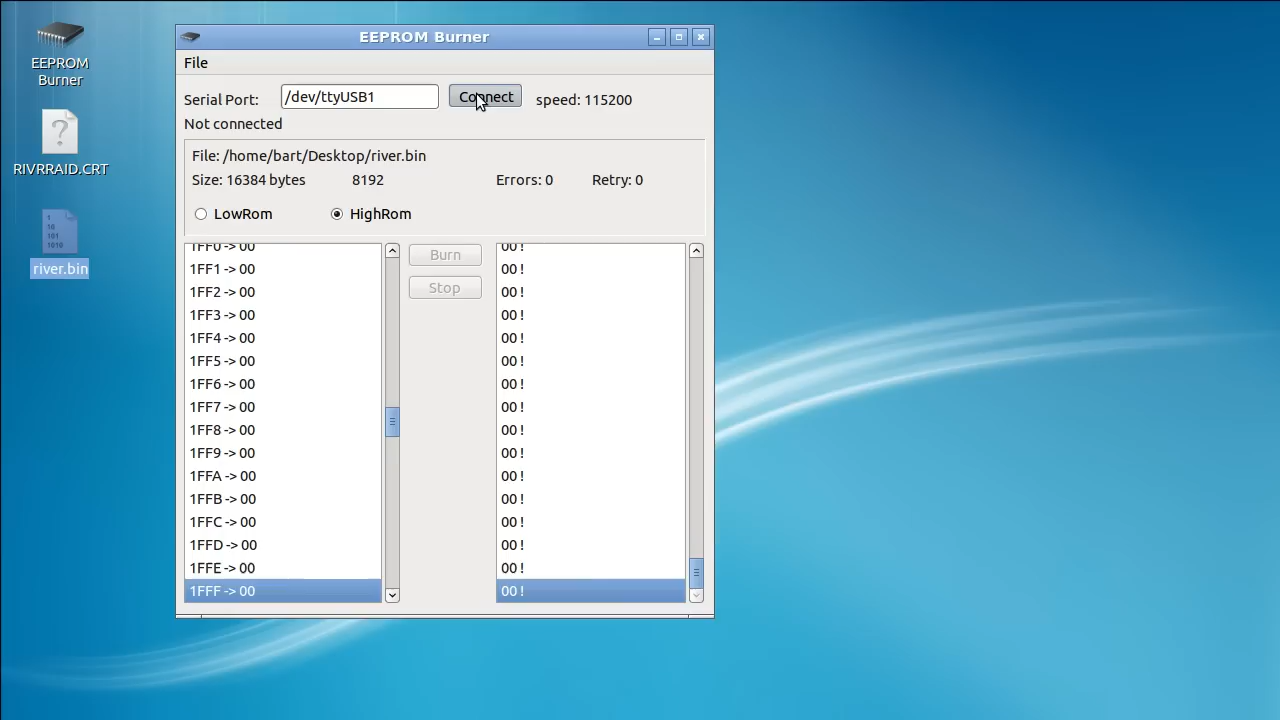 EEPROM Burner
File
Serial Port: /dev/ttyUSB1 Connect speed: 115200
Not connected
File: /home/bart/Desktop/river.bin
Size: 16384 bytes 8192 Errors: 0 Retry: 0
LowRom HighRom
1FF0 -> 00 00 !
Burn
1FF1 -> 00 00 !
1FF2 -> 00 Stop 00 !
1FF3 -> 00 00 !
1FF4 -> 00 00 !
1FF5 -> 00 00 !
1FF6 -> 00 00 !
1FF7 -> 00 00 !
1FF8 -> 00 00 !
1FF9 -> 00 00 !
1FFA -> 00 00 !
1FFB -> 00 00 !
1FFC -> 00 00 !
1FFD -> 00 00 !
1FFE -> 00 00 !
1FFF -> 00 00 !
EEPROM
Burner
RIVRRAID.CRT
1
10
101
1010
river.bin